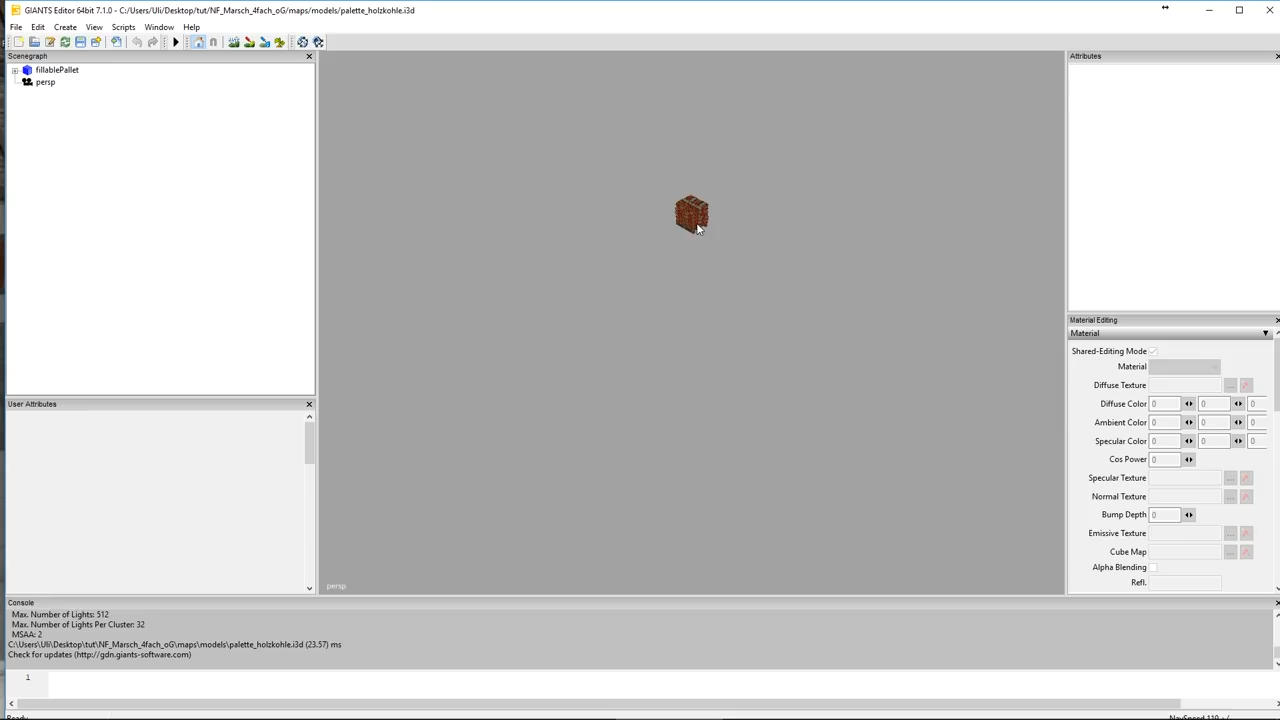 GIANTS Editor 64bit 7.1.0 - C:/Users/Uli/Desktop/tut/NF_Marsch_4fach_oG/maps/models/palette_holzkohle.i3d
File Edit Create View Scripts Window Help
Scenegraph
fillablePallet
persp
User Attributes
persp
Attributes
Material Editing
Material
Shared-Editing Mode
Material
Diffuse Texture ...
Diffuse Color 0 0 0
Ambient Color 0 0 0
Specular Color 0 0 0
Cos Power 0
Specular Texture ...
Normal Texture ...
Bump Depth 0
Emissive Texture ...
Cube Map ...
Alpha Blending
Refl.
Console
Max. Number of Lights: 512
Max. Number of Lights Per Cluster: 32
MSAA: 2
C:\Users\Uli\Desktop\tut\NF_Marsch_4fach_oG\maps\models\palette_holzkohle.i3d (23.57) ms
Check for updates (http://gdn.giants-software.com)
1
Ready